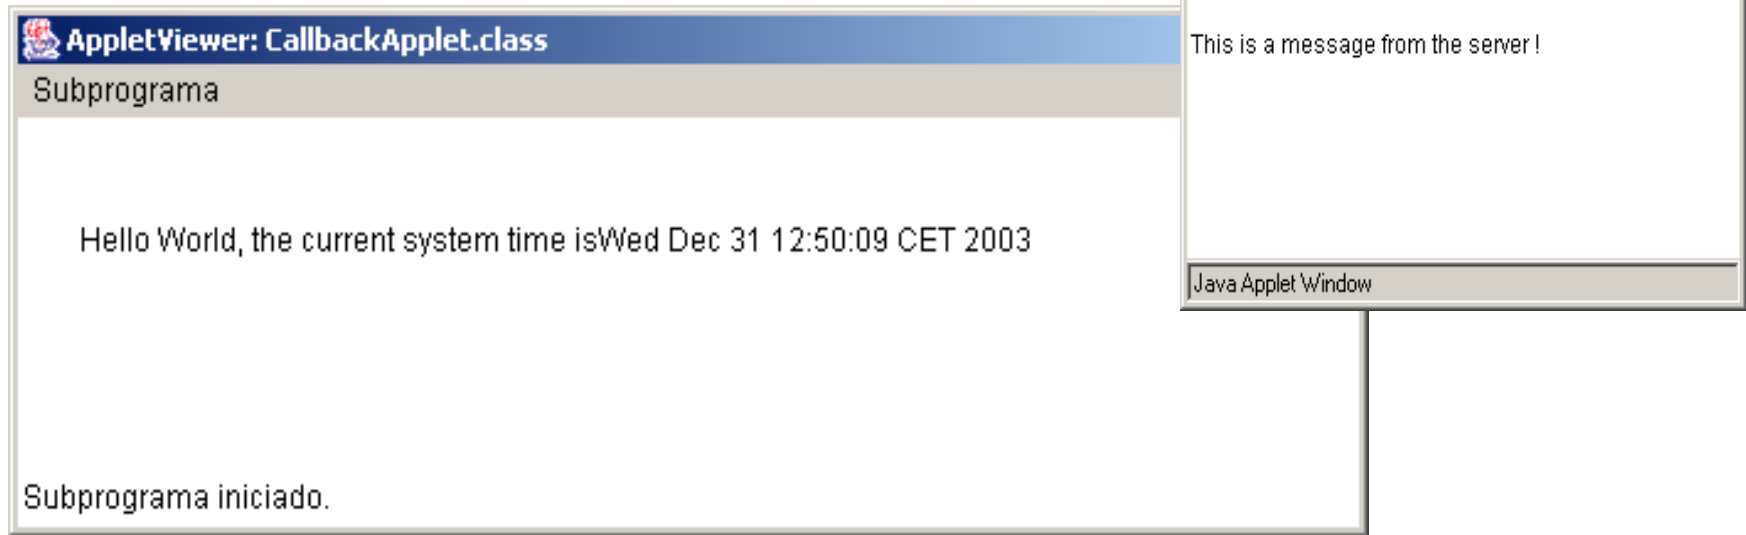 AppletViewer: CallbackApplet.class
Subprograma
Hello World, the current system time isWed Dec 31 12:50:09 CET 2003
Subprograma iniciado.
This is a message from the server !
Java Applet Window